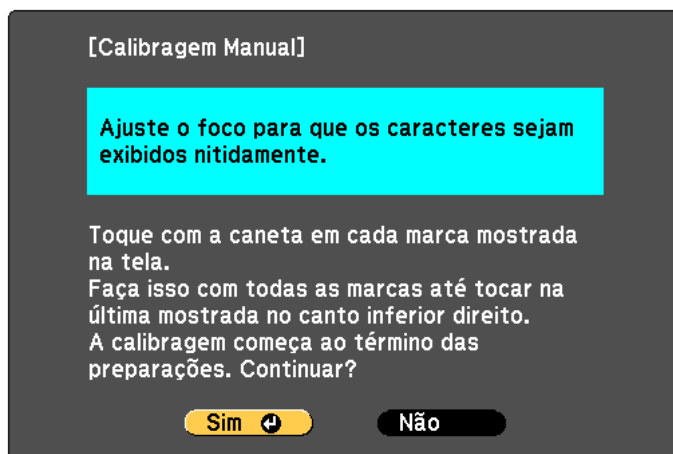 [Calibragem Manual]
Ajuste o foco para que os caracteres sejam
exibidos nitidamente.
Toque com a caneta em cada marca mostrada
na tela.
Faça isso com todas as marcas até tocar na
última mostrada no canto inferior direito.
A calibragem começa ao término das
preparações. Continuar?
Sim Não